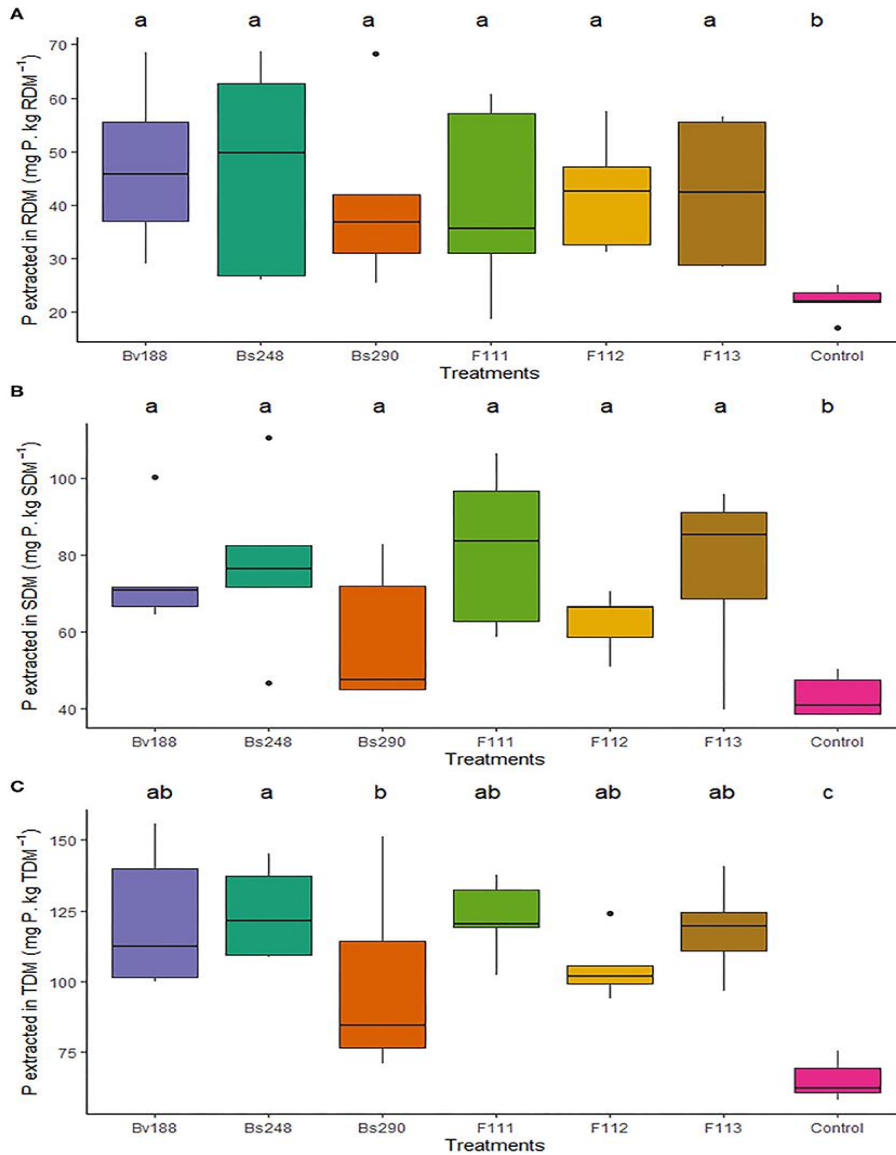 A
a a a a a a b
P extracted in RDM (mg P. kg RDM⁻¹)
70
60
50
40
30
20
Bv188 Bs248 Bs290 F111 F112 F113 Control
Treatments
B
a a a a a a b
P extracted in SDM (mg P. kg SDM⁻¹)
100
80
60
40
Bv188 Bs248 Bs290 F111 F112 F113 Control
Treatments
C
ab a b ab ab ab c
P extracted in TDM (mg P. kg TDM⁻¹)
150
125
100
75
Bv188 Bs248 Bs290 F111 F112 F113 Control
Treatments